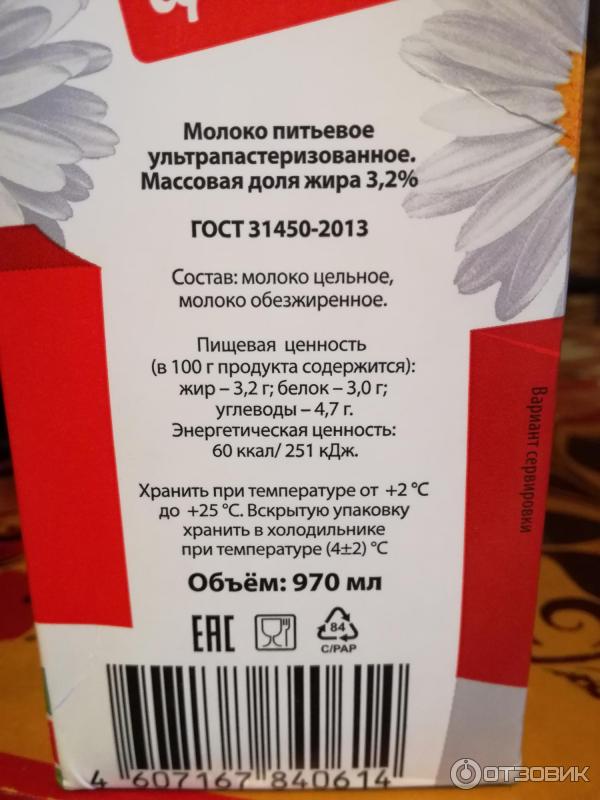 Молоко питьевое
ультрапастеризованное.
Массовая доля жира 3,2%
ГОСТ 31450-2013
Состав: молоко цельное,
молоко обезжиренное.
Пищевая ценность
(в 100 г продукта содержится):
жир – 3,2 г; белок – 3,0 г;
углеводы – 4,7 г.
Энергетическая ценность:
60 ккал/ 251 кДж.
Хранить при температуре от +2 °C
до +25 °C. Вскрытую упаковку
хранить в холодильнике
при температуре (4±2) °C
Объём: 970 мл
EAC
84
C/PAP
4 607167 840614
Вариант сервировки
ОТЗОВИК